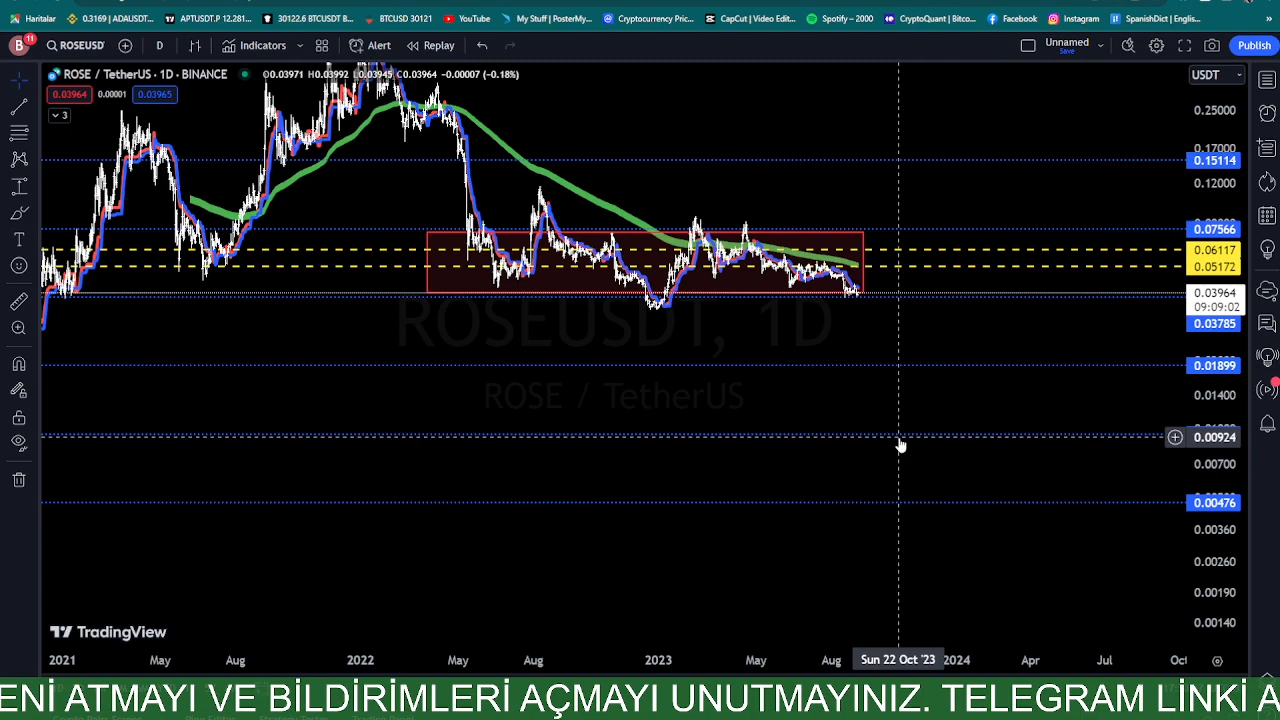 Haritalar
0.3169 | ADAUSDT...
APTUSDT.P 12.281...
30122.6 BTCUSDT B...
BTCUSD 30121
YouTube
My Stuff | PosterMy...
Cryptocurrency Pric...
CapCut | Video Edit...
Spotify – 2000
CryptoQuant | Bitco...
Facebook
Instagram
SpanishDict | Englis...
»
B
11
ROSEUSD
D
Indicators
Alert
Replay
Unnamed
Save
Publish
ROSE / TetherUS · 1D · BINANCE
O0.03971 H0.03992 L0.03945 C0.03964 −0.00007 (−0.18%)
USDT
0.03964
0.00001
0.03965
3
0.25000
0.17000
0.15114
0.12000
0.07566
0.06117
0.05172
0.03964
09:09:02
0.03785
0.01899
0.01400
0.00924
0.00700
0.00476
0.00360
0.00260
0.00190
0.00140
ROSEUSDT, 1D
ROSE / TetherUS
TradingView
2021
May
Aug
2022
May
Aug
2023
May
Aug
Sun 22 Oct '23
2024
Apr
Jul
Oct
ENİ ATMAYI VE BİLDİRİMLERİ AÇMAYI UNUTMAYINIZ. TELEGRAM LİNKİ A